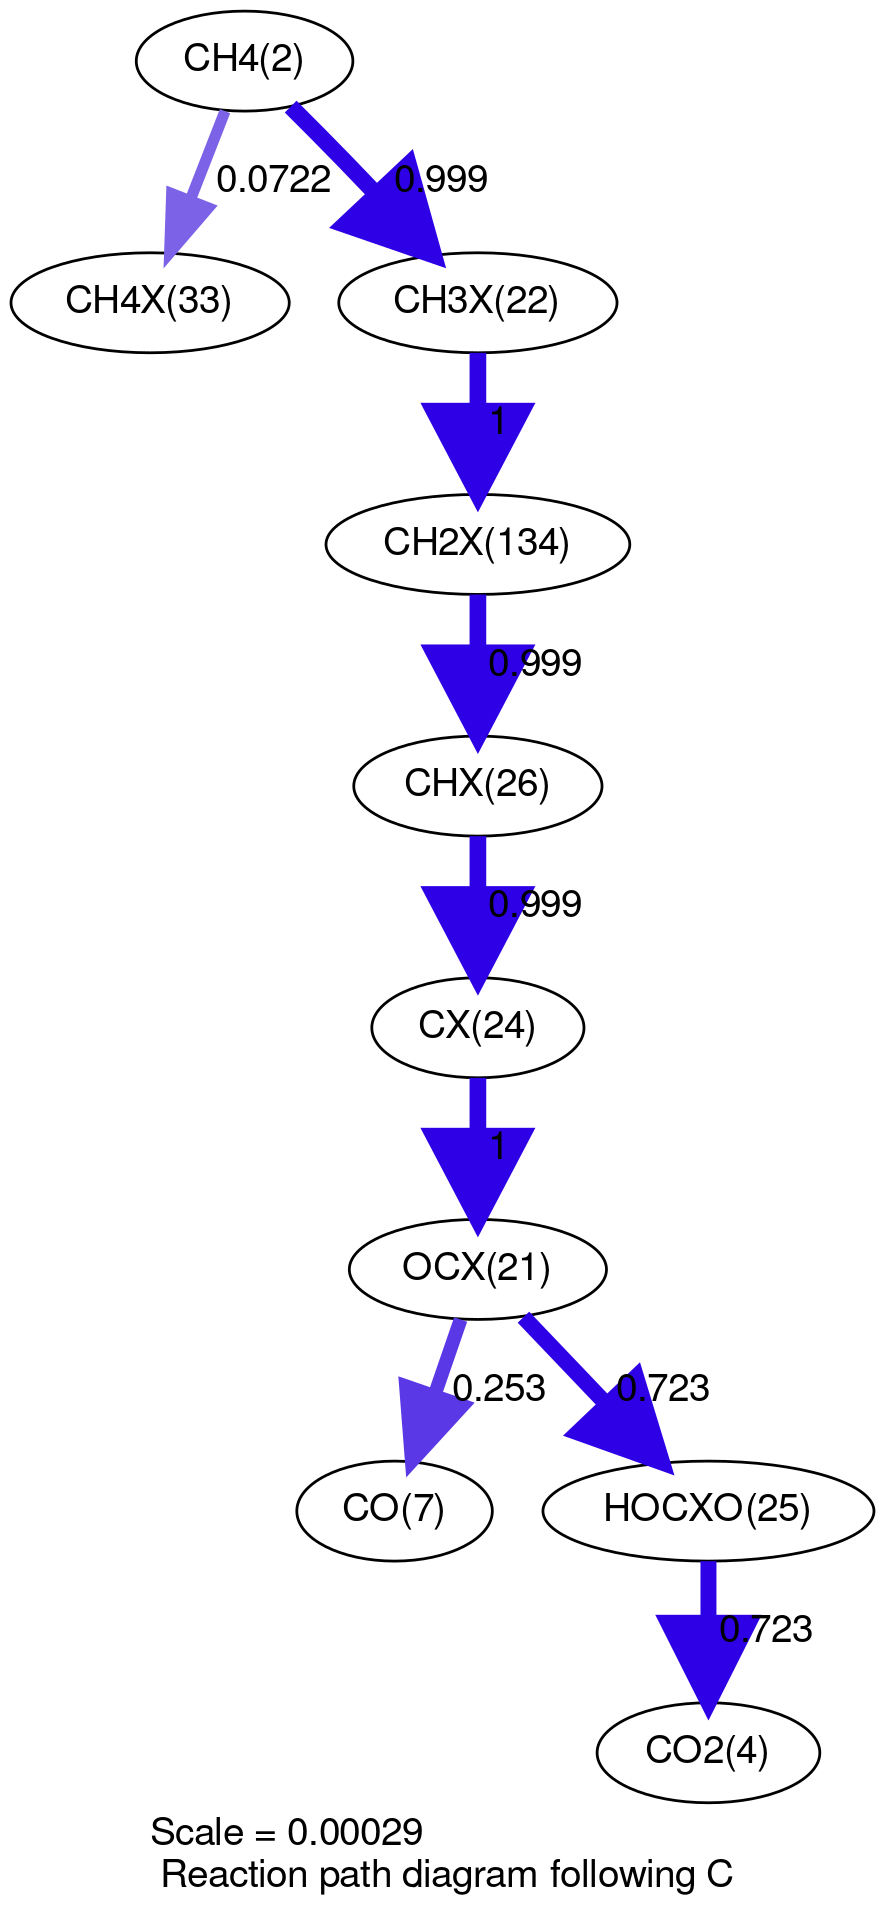 CH4(2)
0.0722
0.999
CH4X(33)
CH3X(22)
1
CH2X(134)
0.999
CHX(26)
0.999
CX(24)
1
OCX(21)
0.253
0.723
CO(7)
HOCXO(25)
0.723
CO2(4)
Scale = 0.00029
Reaction path diagram following C